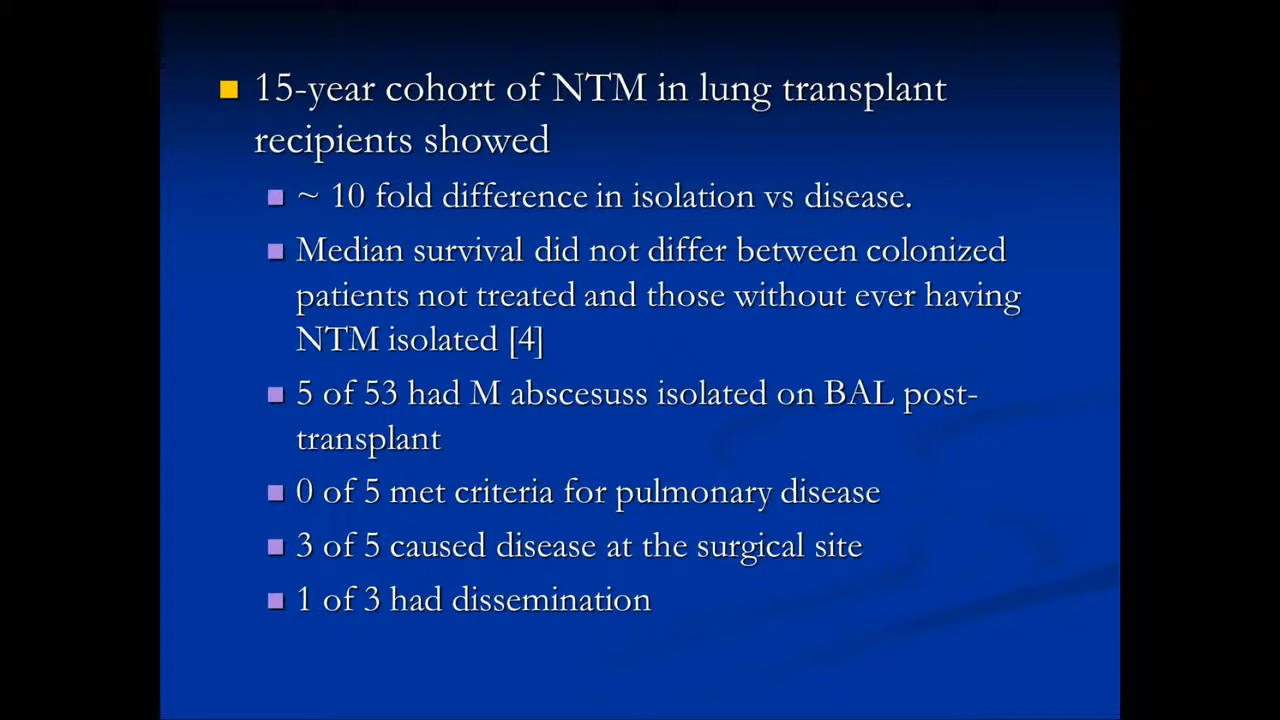 15-year cohort of NTM in lung transplant
recipients showed
~ 10 fold difference in isolation vs disease.
Median survival did not differ between colonized
patients not treated and those without ever having
NTM isolated [4]
5 of 53 had M abscesuss isolated on BAL post-
transplant
0 of 5 met criteria for pulmonary disease
3 of 5 caused disease at the surgical site
1 of 3 had dissemination